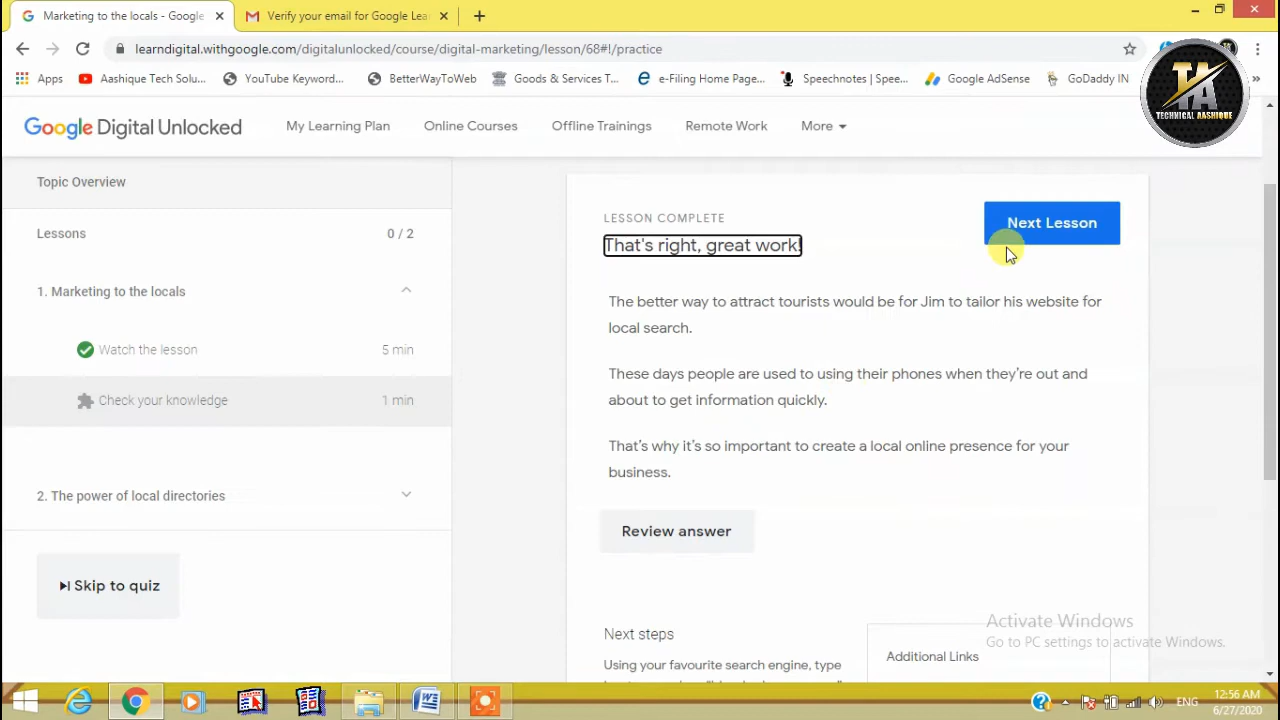 Marketing to the locals - Google
Verify your email for Google Lea
learndigital.withgoogle.com/digitalunlocked/course/digital-marketing/lesson/68#!/practice
Apps
Aashique Tech Solu...
YouTube Keyword...
BetterWayToWeb
Goods & Services T...
e-Filing Home Page...
Speechnotes | Spee...
Google AdSense
GoDaddy IN
»
TA
TECHNICAL AASHIQUE
Google Digital Unlocked
My Learning Plan
Online Courses
Offline Trainings
Remote Work
More
Topic Overview
Lessons 0 / 2
1. Marketing to the locals
Watch the lesson 5 min
Check your knowledge 1 min
2. The power of local directories
Skip to quiz
LESSON COMPLETE
That's right, great work!
Next Lesson
The better way to attract tourists would be for Jim to tailor his website for
local search.
These days people are used to using their phones when they're out and
about to get information quickly.
That's why it's so important to create a local online presence for your
business.
Review answer
Next steps
Using your favourite search engine, type
Additional Links
Activate Windows
Go to PC settings to activate Windows.
ENG
12:56 AM
6/27/2020